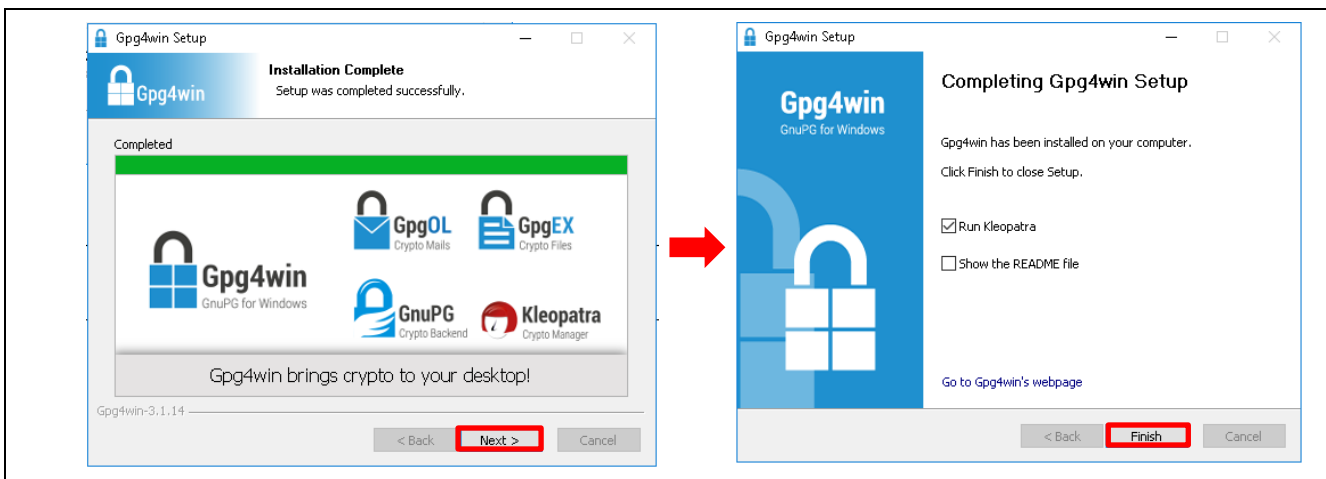 Gpg4win Setup
Installation Complete
Setup was completed successfully.
Gpg4win
Completed
Gpg4win
GnuPG for Windows
GpgOL
Crypto Mails
GpgEX
Crypto Files
GnuPG
Crypto Backend
Kleopatra
Crypto Manager
Gpg4win brings crypto to your desktop!
Gpg4win-3.1.14
< Back
Next >
Cancel
Gpg4win Setup
Gpg4win
GnuPG for Windows
Completing Gpg4win Setup
Gpg4win has been installed on your computer.
Click Finish to close Setup.
Run Kleopatra
Show the README file
Go to Gpg4win's webpage
< Back
Finish
Cancel